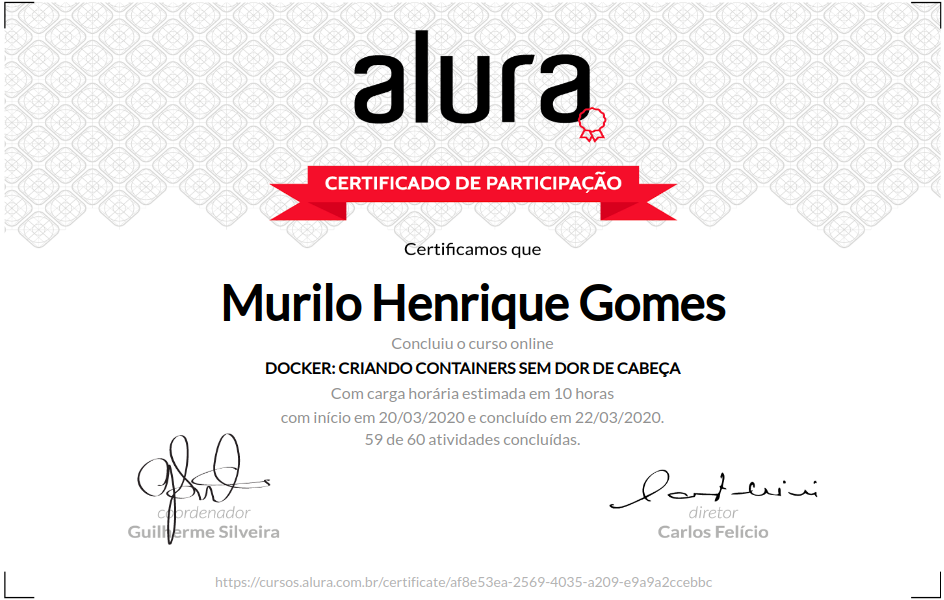 alura
CERTIFICADO DE PARTICIPAÇÃO
Certificamos que
Murilo Henrique Gomes
Concluiu o curso online
DOCKER: CRIANDO CONTAINERS SEM DOR DE CABEÇA
Com carga horária estimada em 10 horas
com início em 20/03/2020 e concluído em 22/03/2020.
59 de 60 atividades concluídas.
coordenador
Guilherme Silveira
diretor
Carlos Felício
https://cursos.alura.com.br/certificate/af8e53ea-2569-4035-a209-e9a9a2ccebbc